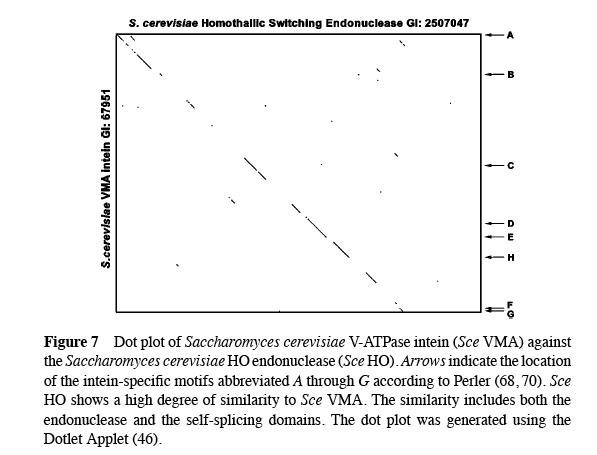 S. cerevisiae Homothallic Switching Endonuclease GI: 2507047
S.cerevisiae VMA intein GI: 67951
A
B
C
D
E
H
F
G
Figure 7 Dot plot of Saccharomyces cerevisiae V-ATPase intein (Sce VMA) against
the Saccharomyces cerevisiae HO endonuclease (Sce HO). Arrows indicate the location
of the intein-specific motifs abbreviated A through G according to Perler (68, 70). Sce
HO shows a high degree of similarity to Sce VMA. The similarity includes both the
endonuclease and the self-splicing domains. The dot plot was generated using the
Dotlet Applet (46).